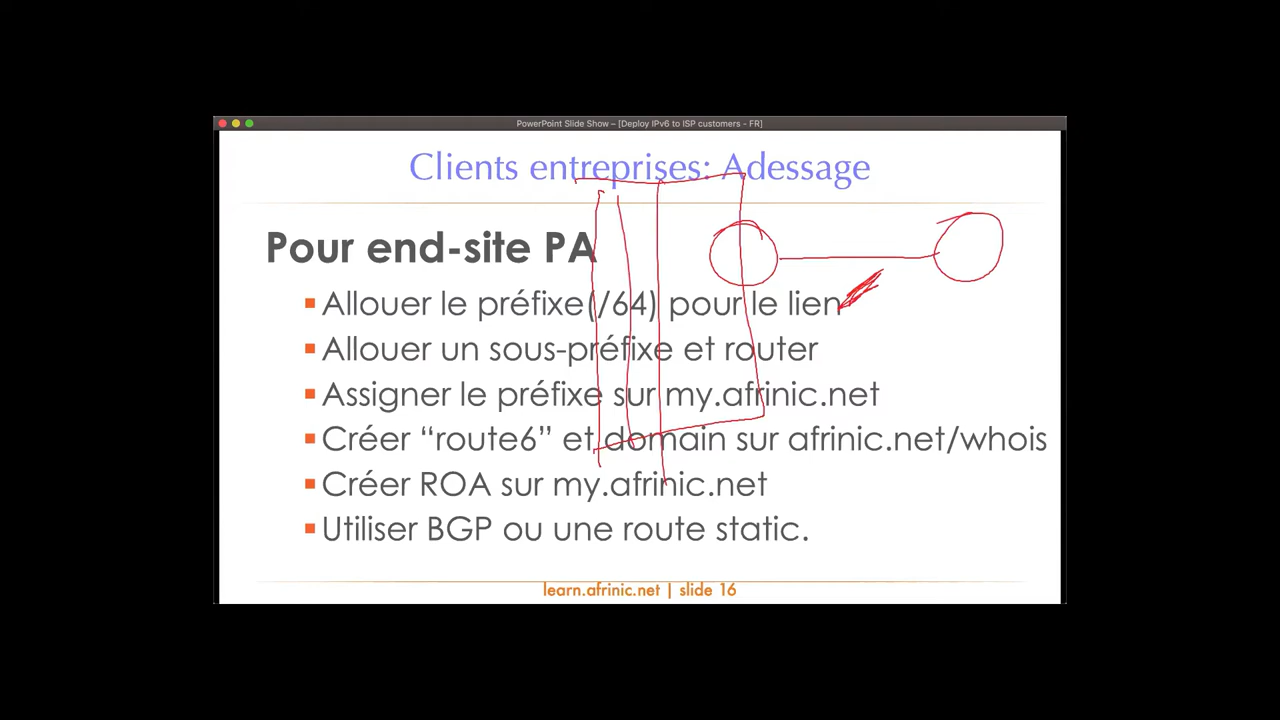 PowerPoint Slide Show – [Deploy IPv6 to ISP customers - FR]
Clients entreprises: Adessage
Pour end-site PA
Allouer le préfixe(/64) pour le lien
Allouer un sous-préfixe et router
Assigner le préfixe sur my.afrinic.net
Créer “route6” et domain sur afrinic.net/whois
Créer ROA sur my.afrinic.net
Utiliser BGP ou une route static.
learn.afrinic.net | slide 16